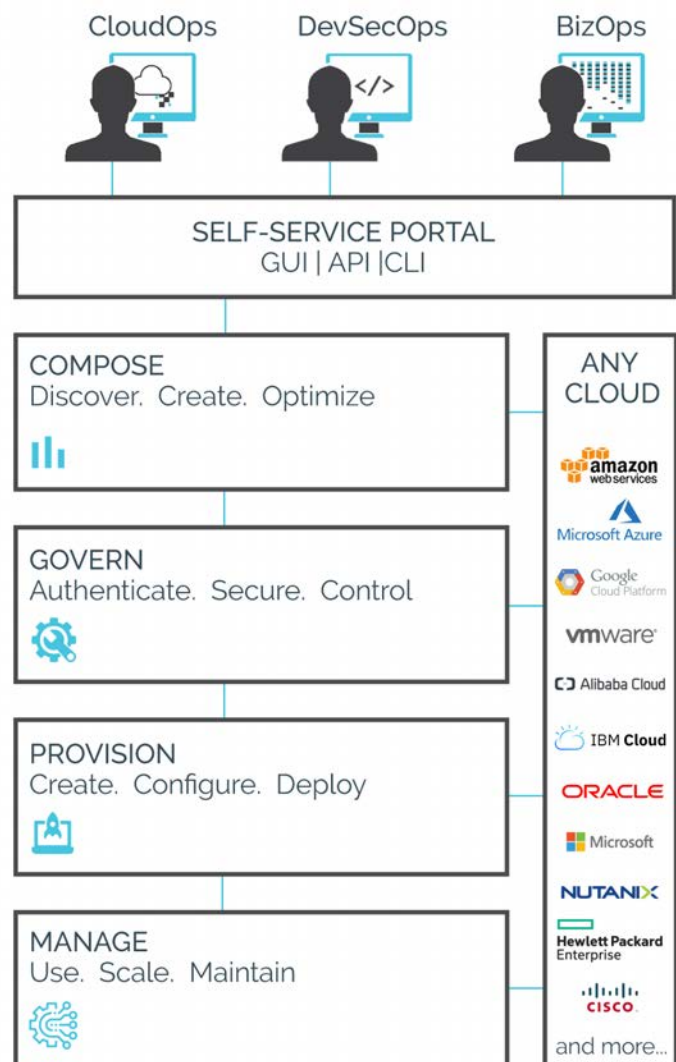 CloudOps
DevSecOps
BizOps
</>
SELF-SERVICE PORTAL
GUI | API |CLI
COMPOSE
Discover. Create. Optimize
GOVERN
Authenticate. Secure. Control
PROVISION
Create. Configure. Deploy
MANAGE
Use. Scale. Maintain
ANY
CLOUD
amazon
webservices
Microsoft Azure
Google
Cloud Platform
vmware
Alibaba Cloud
IBM Cloud
ORACLE
Microsoft
NUTANIX
Hewlett Packard
Enterprise
CISCO
and more...